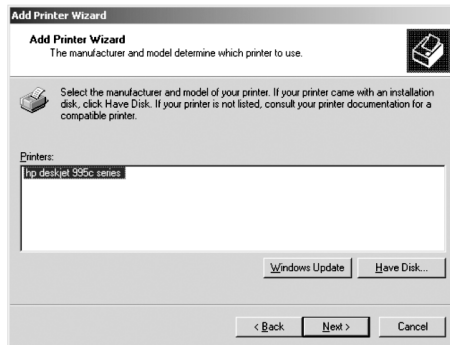 Add Printer Wizard
Add Printer Wizard
The manufacturer and model determine which printer to use.
Select the manufacturer and model of your printer. If your printer came with an installation
disk, click Have Disk. If your printer is not listed, consult your printer documentation for a
compatible printer.
Printers:
hp deskjet 995c series
Windows Update
Have Disk...
< Back
Next >
Cancel